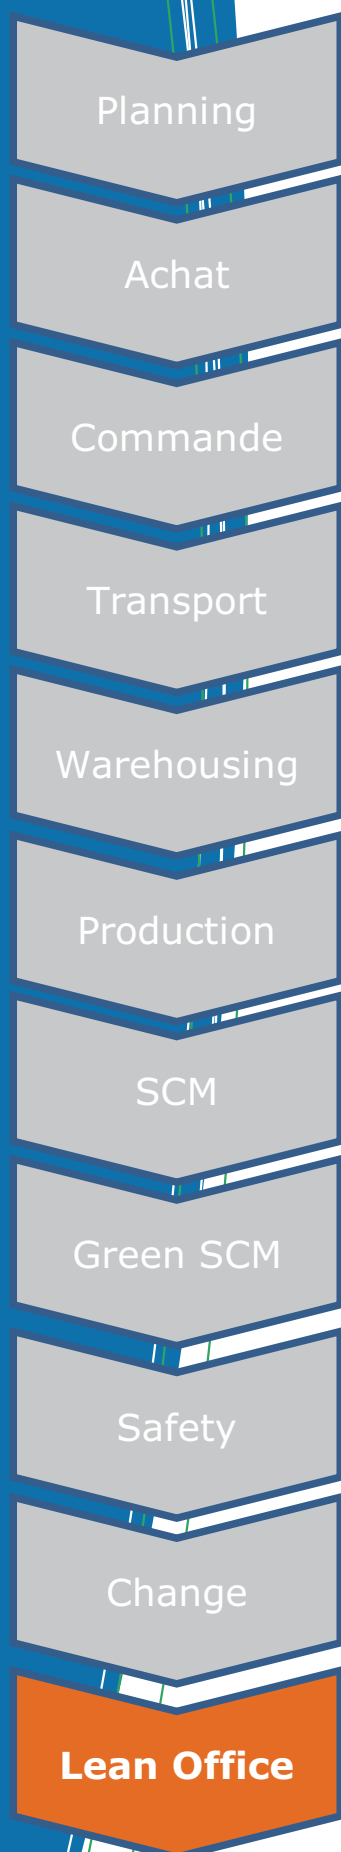 Planning
Achat
Commande
Transport
Warehousing
Production
SCM
Green SCM
Safety
Change
Lean Office